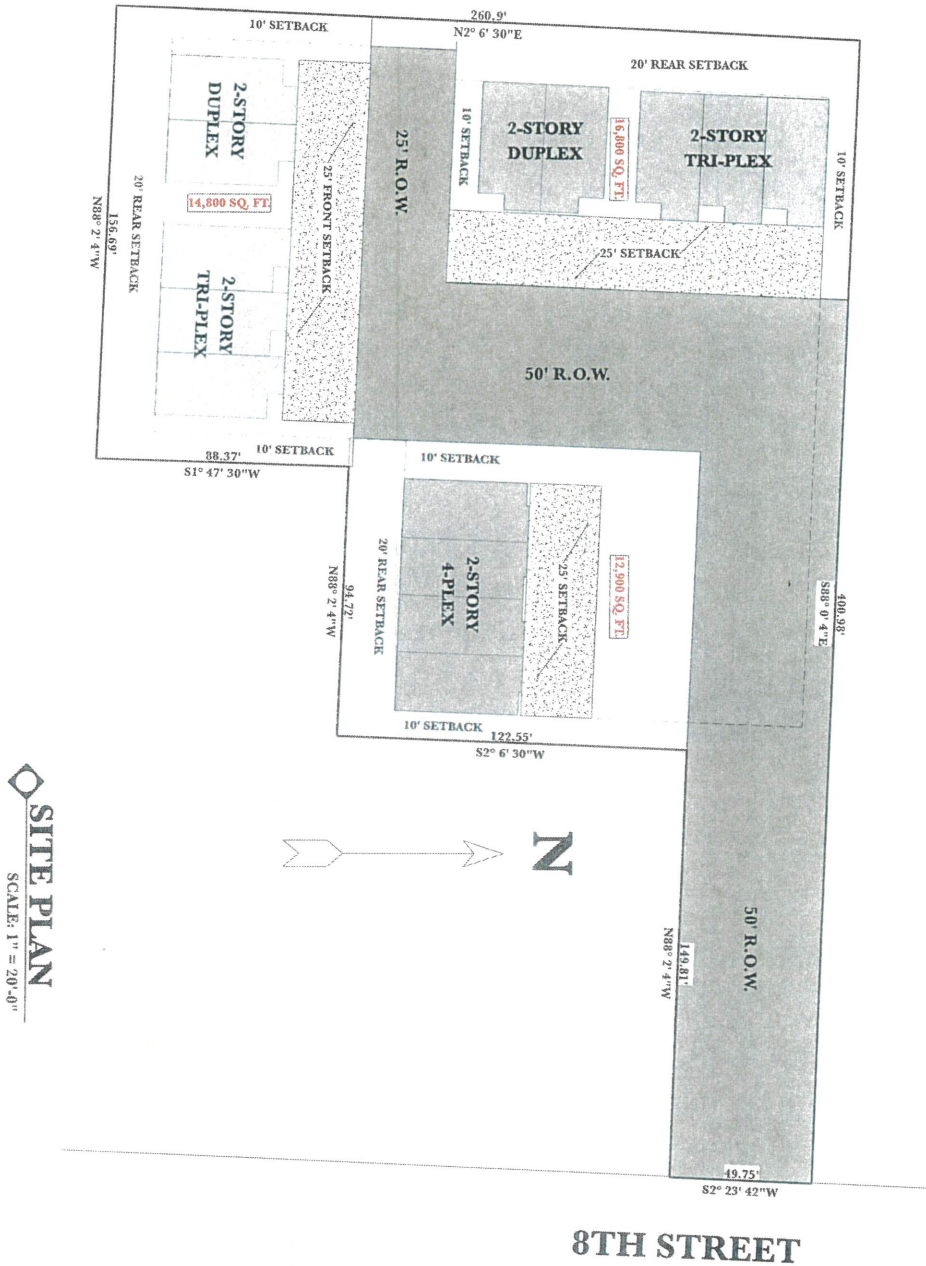 260.9'
N2° 6' 30"E
10' SETBACK
20' REAR SETBACK
2-STORY
DUPLEX
14,800 SQ. FT.
25' FRONT SETBACK
2-STORY
TRI-PLEX
20' REAR SETBACK
156.69'
N88° 2' 4"W
10' SETBACK
88.37'
S1° 47' 30"W
25' R.O.W.
10' SETBACK
2-STORY
DUPLEX
16,800 SQ. FT.
2-STORY
TRI-PLEX
10' SETBACK
25' SETBACK
50' R.O.W.
10' SETBACK
20' REAR SETBACK
94.72'
N88° 2' 4"W
2-STORY
4-PLEX
25' SETBACK
12,900 SQ. FT.
10' SETBACK
122.55'
S2° 6' 30"W
400.98'
S88° 0' 4"E
50' R.O.W.
149.81'
N88° 2' 4"W
49.75'
S2° 23' 42"W
N
SITE PLAN
SCALE: 1" = 20'-0"
8TH STREET